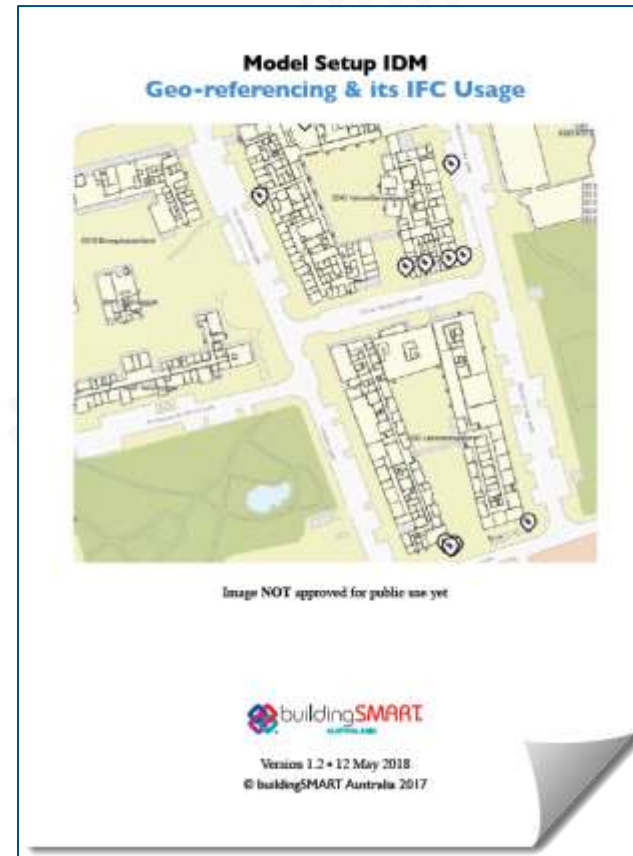 Model Setup IDM
Geo-referencing & its IFC Usage
Image NOT approved for public use yet
buildingSMART
AUSTRALASIA
Version 1.2 • 12 May 2018
© buildingSMART Australia 2017